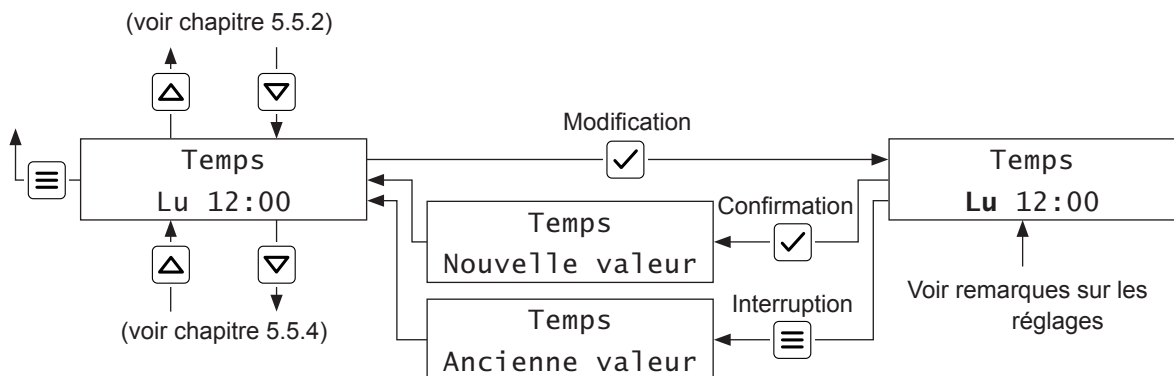 (voir chapitre 5.5.2)
Modification
Temps
Lu 12:00
Temps
Lu 12:00
Confirmation
Temps
Nouvelle valeur
Interruption
Temps
Ancienne valeur
Voir remarques sur les
réglages
(voir chapitre 5.5.4)